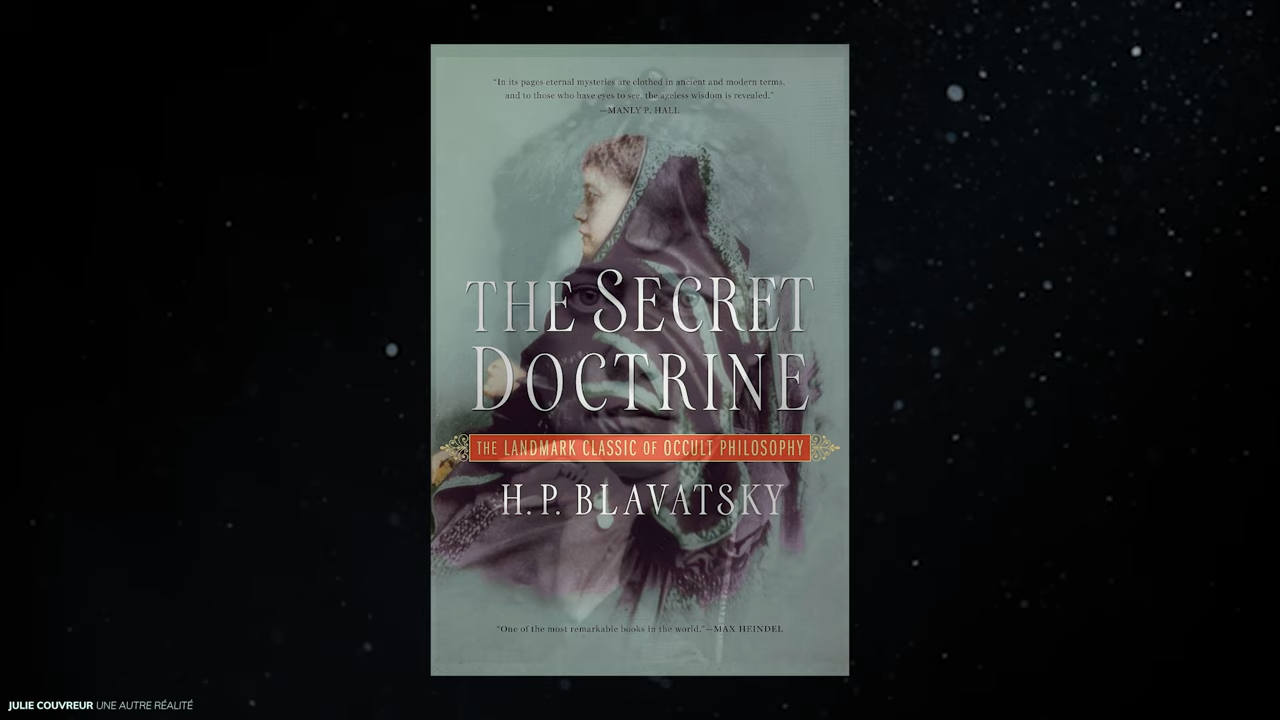 “In its pages eternal mysteries are clothed in ancient and modern terms,
and to those who have eyes to see, the ageless wisdom is revealed.”
—MANLY P. HALL
THE SECRET
DOCTRINE
THE LANDMARK CLASSIC OF OCCULT PHILOSOPHY
H. P. BLAVATSKY
“One of the most remarkable books in the world.”—MAX HEINDEL
JULIE COUVREUR UNE AUTRE RÉALITÉ